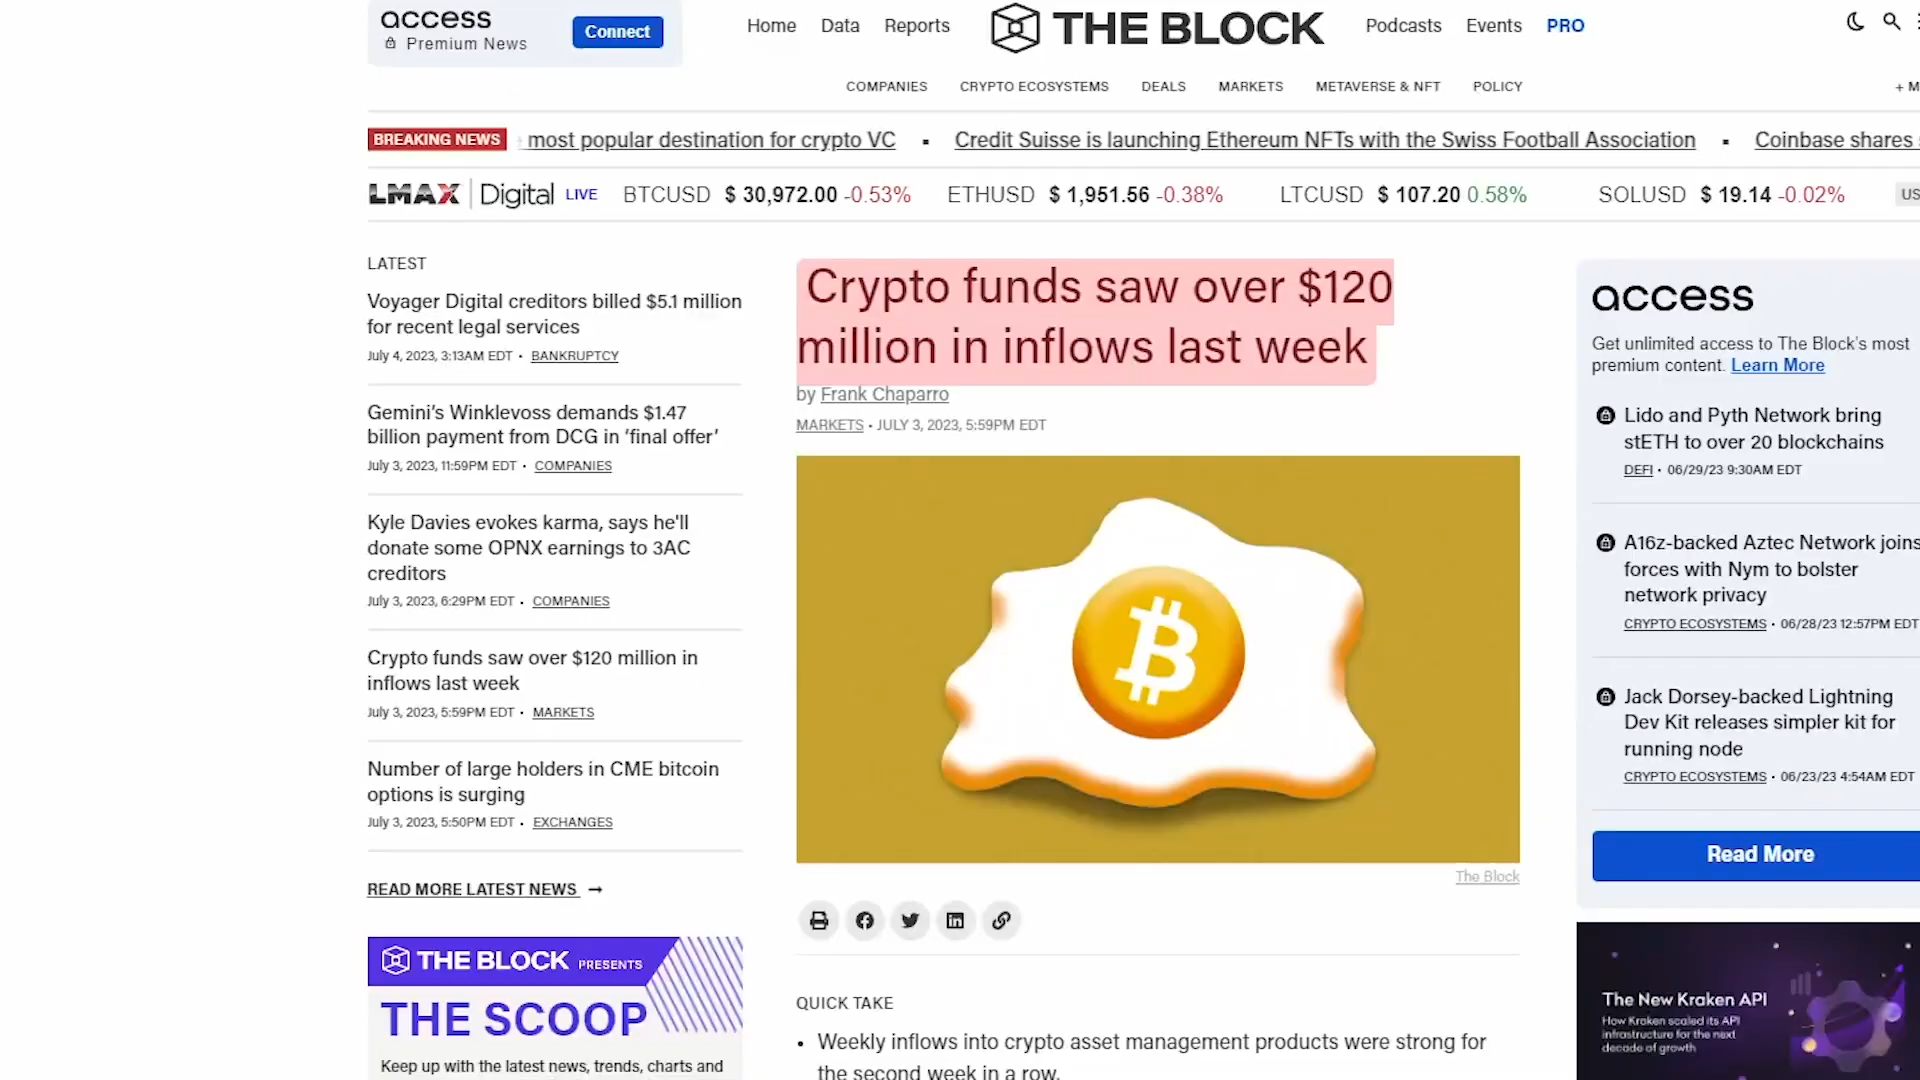 access
Premium News
Connect
Home
Data
Reports
THE BLOCK
Podcasts
Events
PRO
COMPANIES
CRYPTO ECOSYSTEMS
DEALS
MARKETS
METAVERSE & NFT
POLICY
+ M
BREAKING NEWS
most popular destination for crypto VC
Credit Suisse is launching Ethereum NFTs with the Swiss Football Association
Coinbase shares
LMAX Digital LIVE
BTCUSD $ 30,972.00 -0.53%
ETHUSD $ 1,951.56 -0.38%
LTCUSD $ 107.20 0.58%
SOLUSD $ 19.14 -0.02%
US
LATEST
Voyager Digital creditors billed $5.1 million
for recent legal services
July 4, 2023, 3:13AM EDT • BANKRUPTCY
Gemini’s Winklevoss demands $1.47
billion payment from DCG in ‘final offer’
July 3, 2023, 11:59PM EDT • COMPANIES
Kyle Davies evokes karma, says he'll
donate some OPNX earnings to 3AC
creditors
July 3, 2023, 6:29PM EDT • COMPANIES
Crypto funds saw over $120 million in
inflows last week
July 3, 2023, 5:59PM EDT • MARKETS
Number of large holders in CME bitcoin
options is surging
July 3, 2023, 5:50PM EDT • EXCHANGES
READ MORE LATEST NEWS →
THE BLOCK PRESENTS
THE SCOOP
Keep up with the latest news, trends, charts and
Crypto funds saw over $120
million in inflows last week
by Frank Chaparro
MARKETS • JULY 3, 2023, 5:59PM EDT
The Block
QUICK TAKE
• Weekly inflows into crypto asset management products were strong for
the second week in a row.
access
Get unlimited access to The Block's most
premium content. Learn More
Lido and Pyth Network bring
stETH to over 20 blockchains
DEFI • 06/29/23 9:30AM EDT
A16z-backed Aztec Network joins
forces with Nym to bolster
network privacy
CRYPTO ECOSYSTEMS • 06/28/23 12:57PM EDT
Jack Dorsey-backed Lightning
Dev Kit releases simpler kit for
running node
CRYPTO ECOSYSTEMS • 06/23/23 4:54AM EDT
Read More
The New Kraken API
How Kraken scaled its API
infrastructure for the next
decade of growth